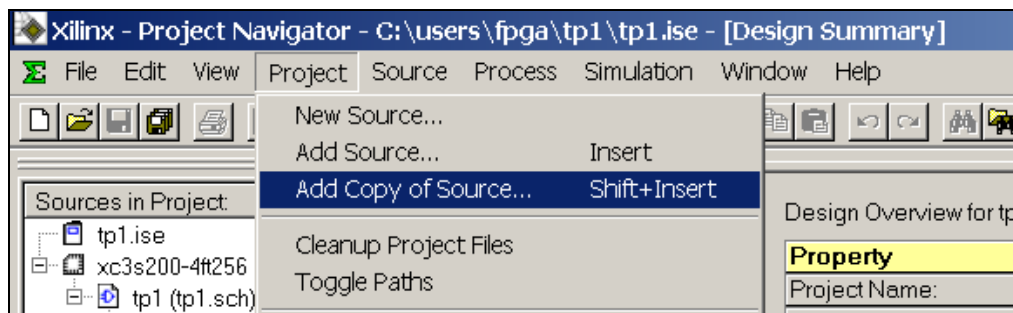 Xilinx - Project Navigator - C:\users\fpga\tp1\tp1.ise - [Design Summary]
File Edit View Project Source Process Simulation Window Help
New Source...
Add Source... Insert
Add Copy of Source... Shift+Insert
Cleanup Project Files
Toggle Paths
Sources in Project:
tp1.ise
xc3s200-4ft256
tp1 (tp1.sch)
Design Overview for tp
Property
Project Name: